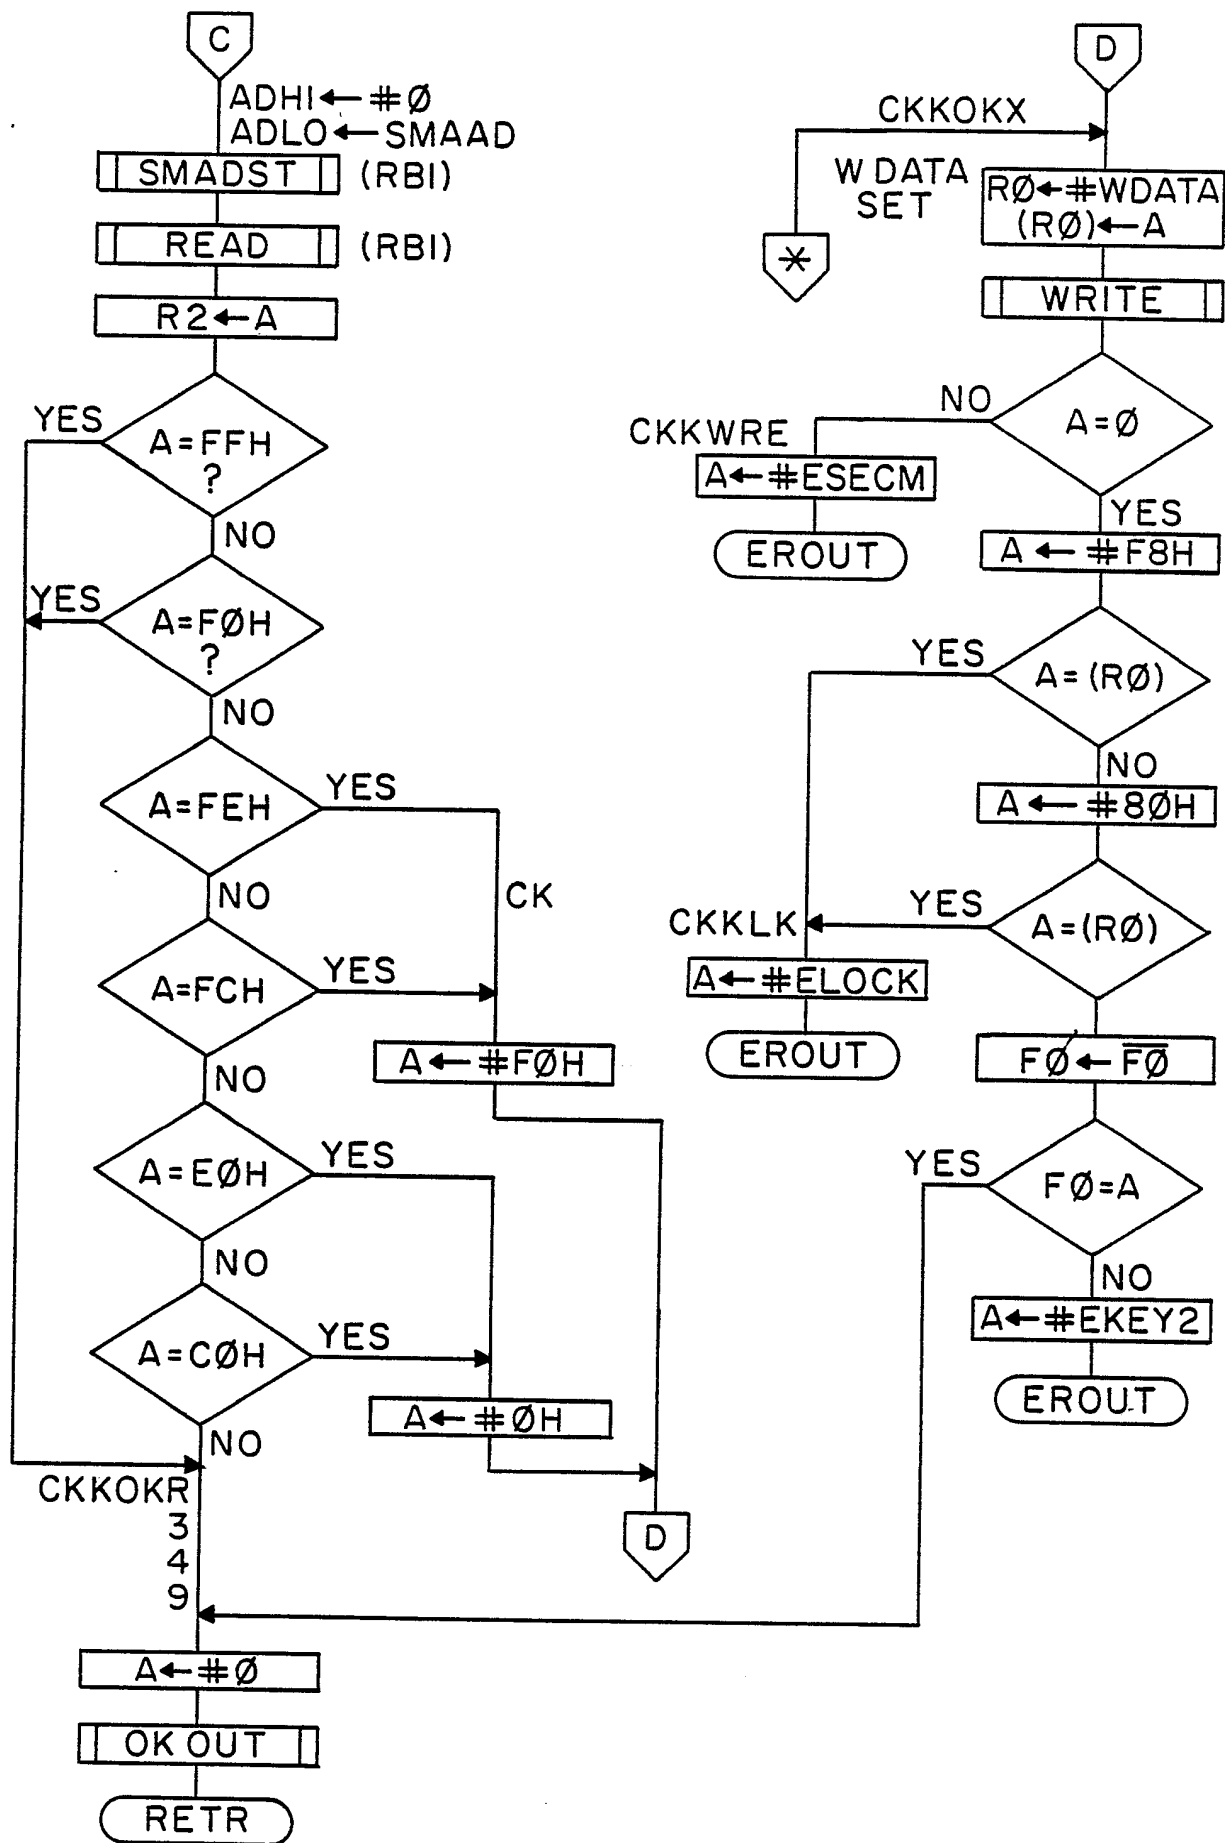 C
ADHI←#Ø
ADLO←SMAAD
SMADST (RBI)
READ (RBI)
R2←A
YES
A=FFH
?
NO
YES
A=FØH
?
NO
A=FEH
YES
NO
CK
A=FCH
YES
NO
A←#FØH
A=EØH
YES
NO
A=CØH
YES
NO
A←#ØH
CKKOKR
3
4
9
D
A←#Ø
OK OUT
RETR
D
CKKOKX
W DATA
SET
*
RØ←#WDATA
(RØ)←A
WRITE
NO
A=Ø
CKKWRE
A←#ESECM
EROUT
YES
A←#F8H
YES
A=(RØ)
NO
A←#8ØH
YES
A=(RØ)
CKKLK
A←#ELOCK
EROUT
FØ←F̅Ø̅
YES
FØ=A
NO
A←#EKEY2
EROUT